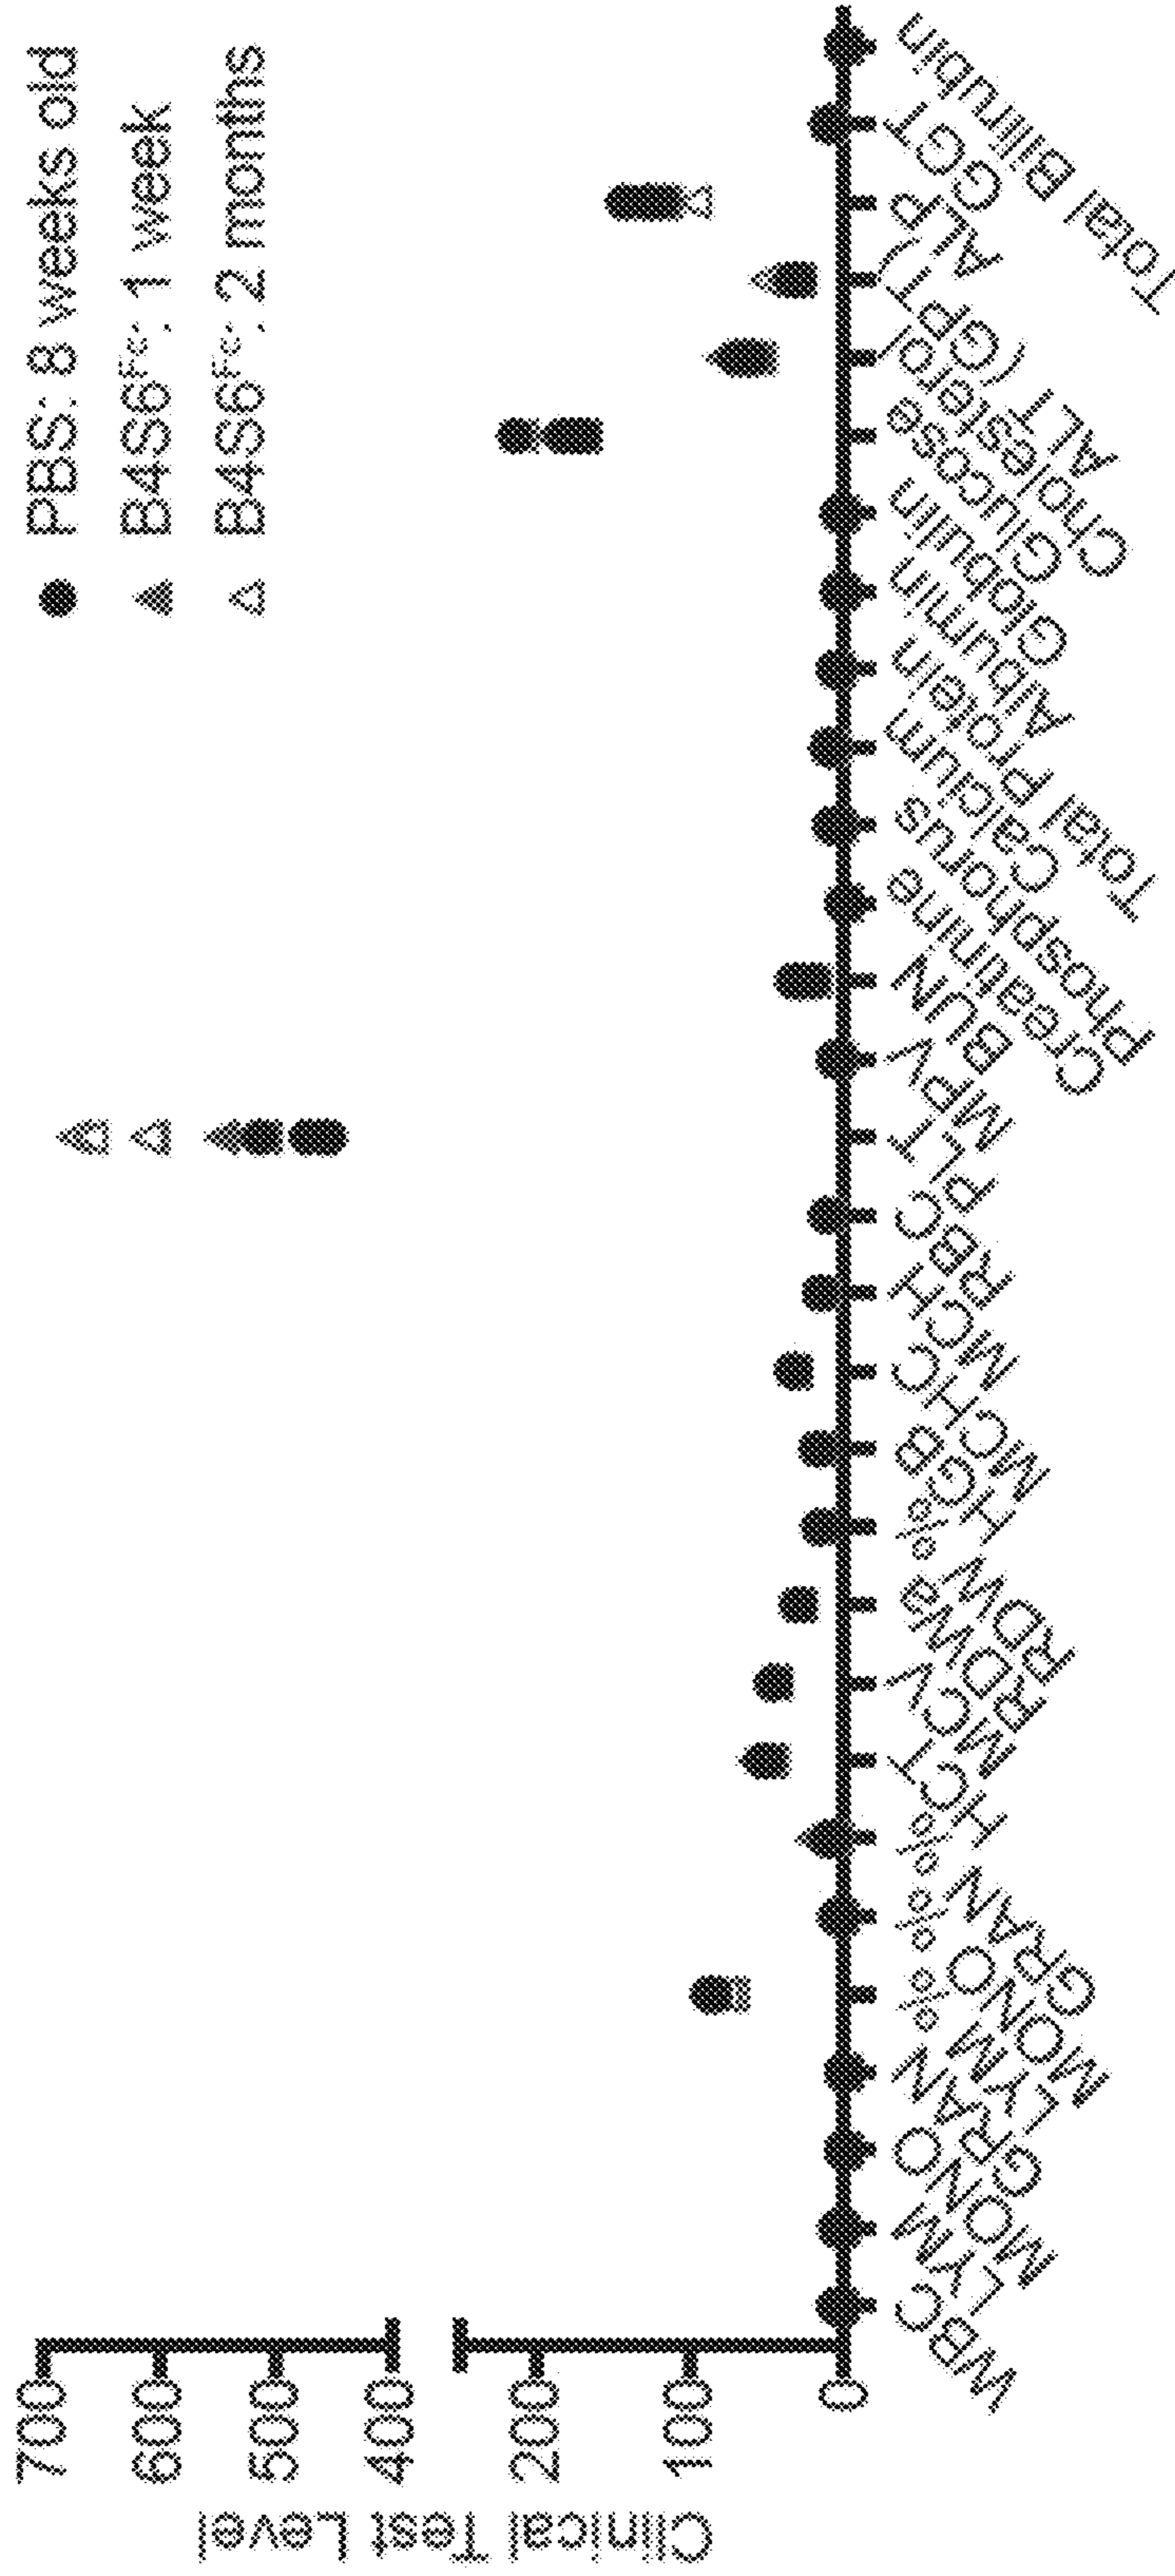 PBS: 8 weeks old
B4S6Fc: 1 week
B4S6Fc: 2 months
Clinical Test Level
700
600
500
400
200
100
0
WBC
LYM
MONO
GRAN
LYM %
MONO %
GRAN %
HCT
MCV
RDWa
RDW %
HGB
MCHC
MCH
RBC
PLT
MPV
BUN
Creatinine
Phosphorus
Calcium
Total Protein
Albumin
Globulin
Glucose
Cholesterol
ALT (GPT)
ALP
GGT
Total Bilirubin